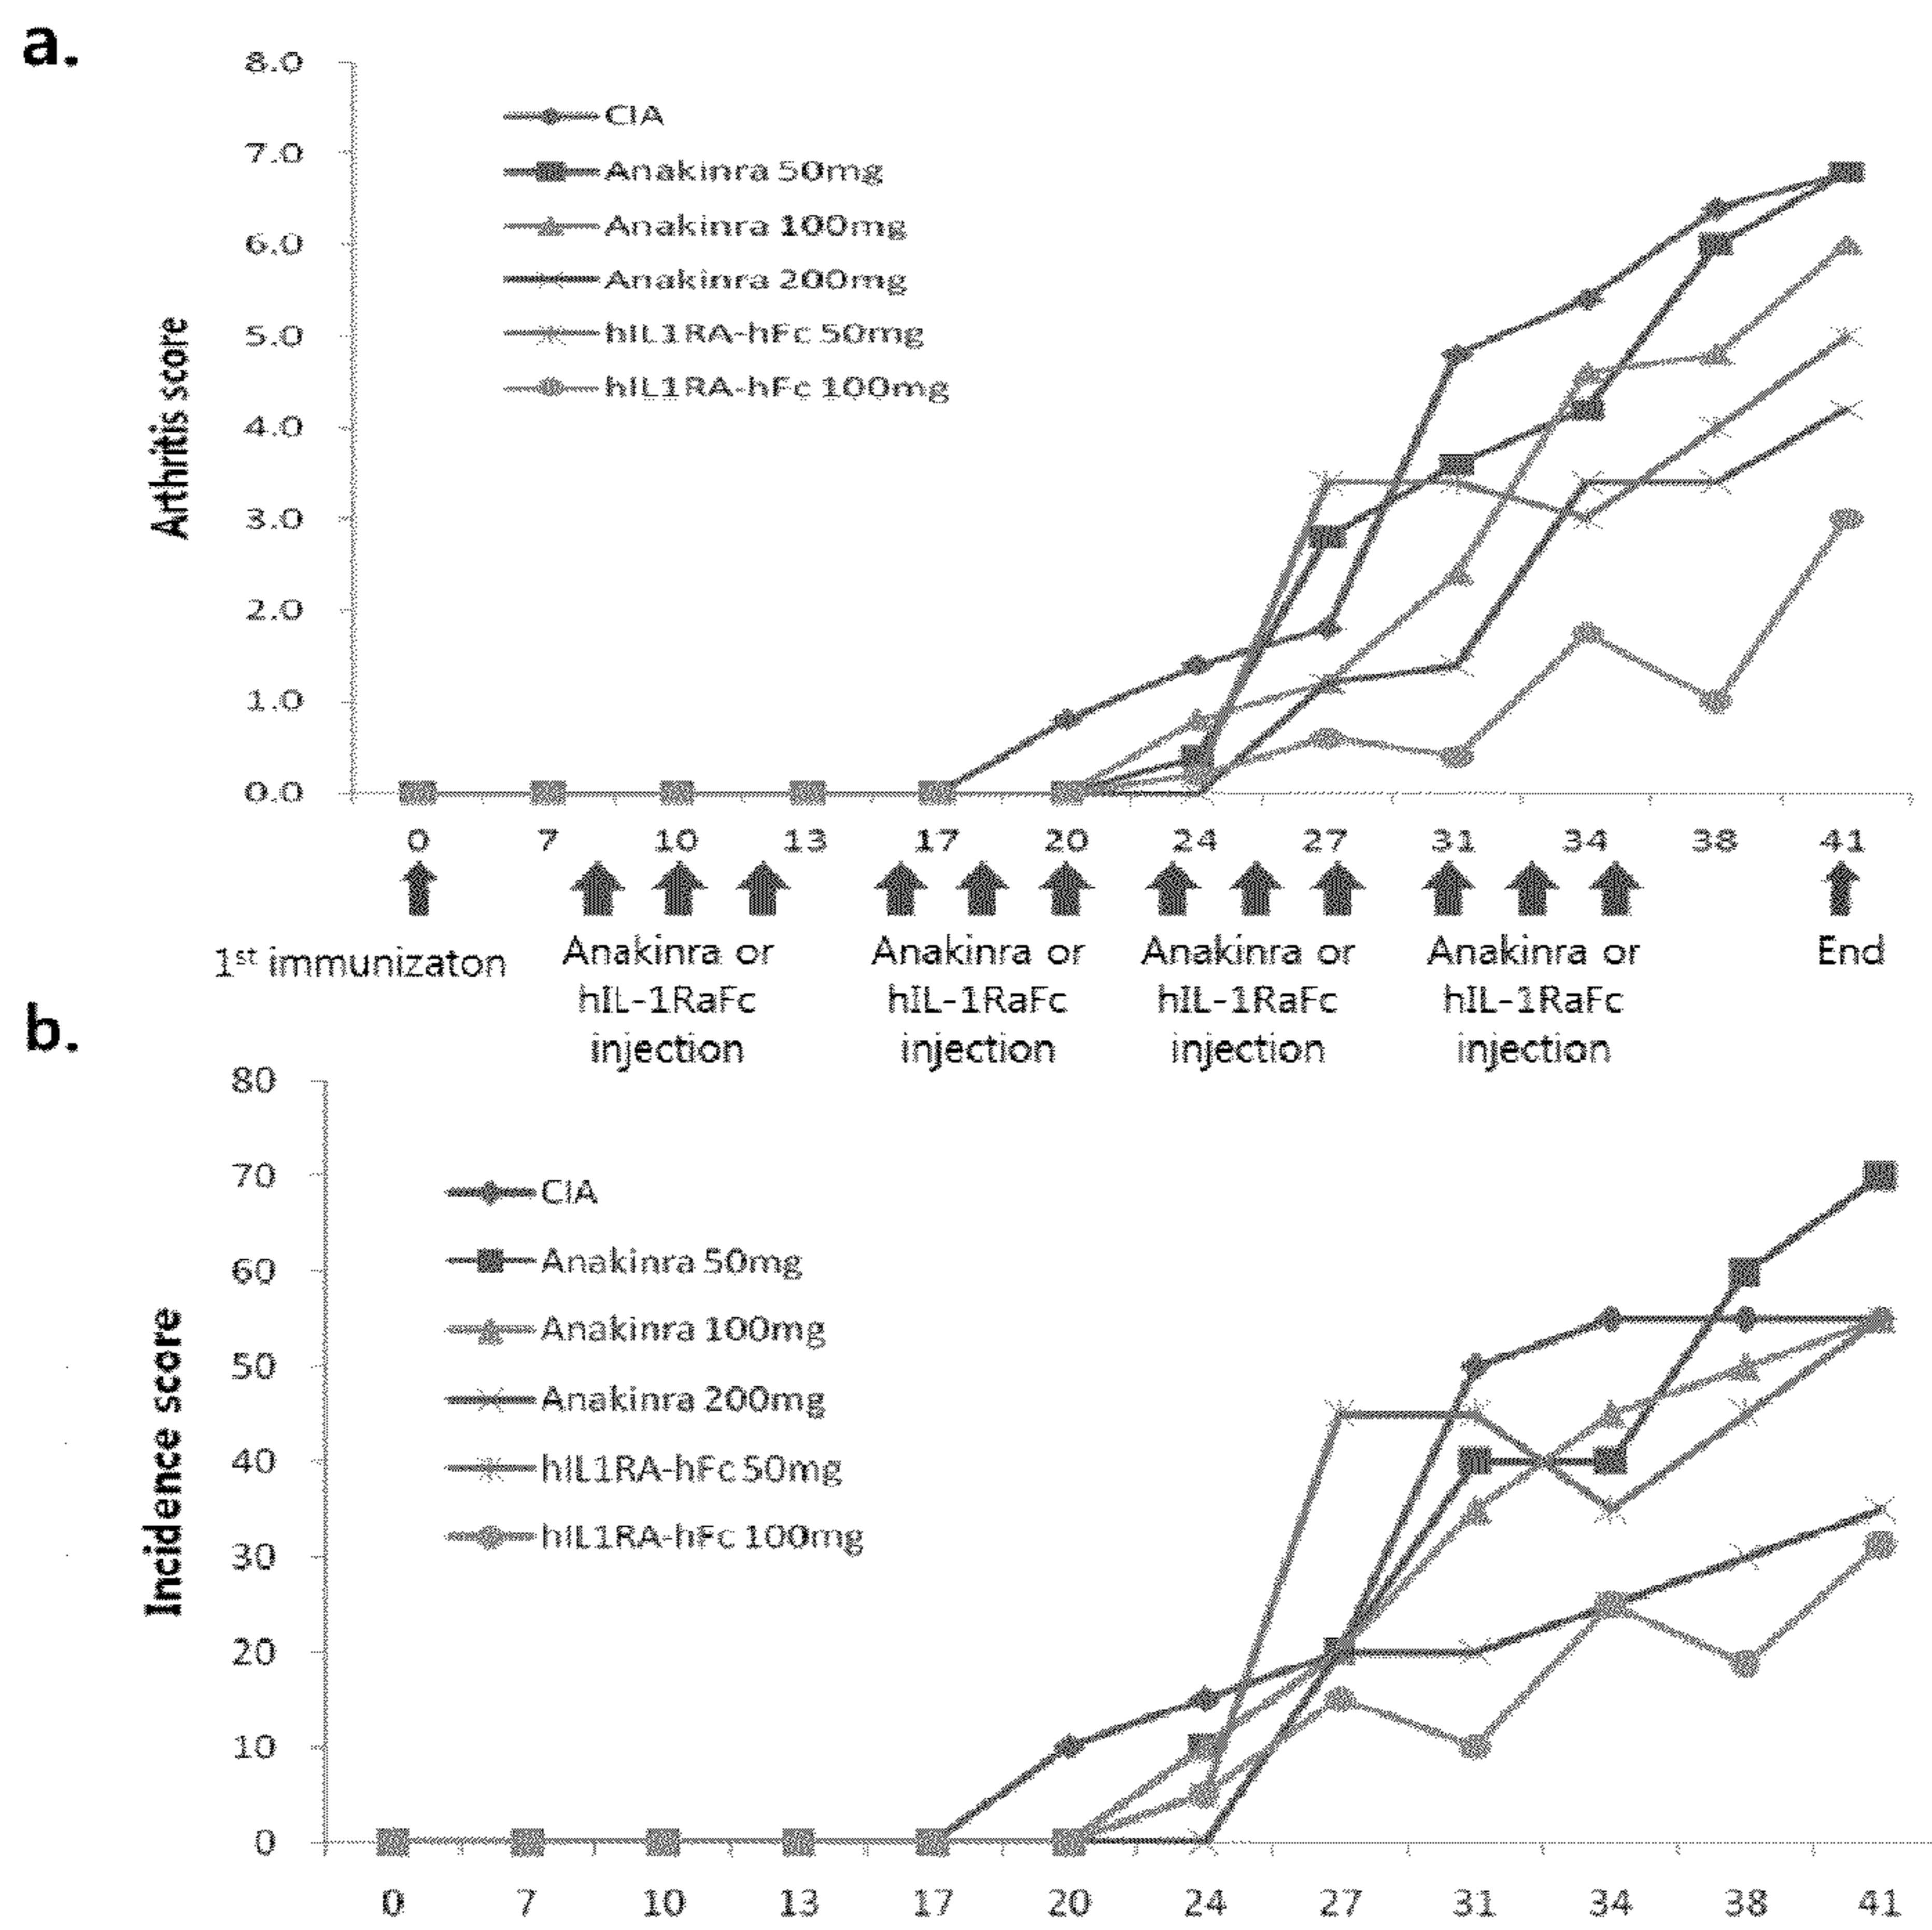 a.
8.0
7.0
6.0
5.0
4.0
3.0
2.0
1.0
0.0
Arthritis score
CIA
Anakinra 50mg
Anakinra 100mg
Anakinra 200mg
hIL1RA-hFc 50mg
hIL1RA-hFc 100mg
0 7 10 13 17 20 24 27 31 34 38 41
1st immunizaton
Anakinra or
hIL-1RaFc
injection
Anakinra or
hIL-1RaFc
injection
Anakinra or
hIL-1RaFc
injection
Anakinra or
hIL-1RaFc
injection
End
b.
80
70
60
50
40
30
20
10
0
Incidence score
CIA
Anakinra 50mg
Anakinra 100mg
Anakinra 200mg
hIL1RA-hFc 50mg
hIL1RA-hFc 100mg
0 7 10 13 17 20 24 27 31 34 38 41